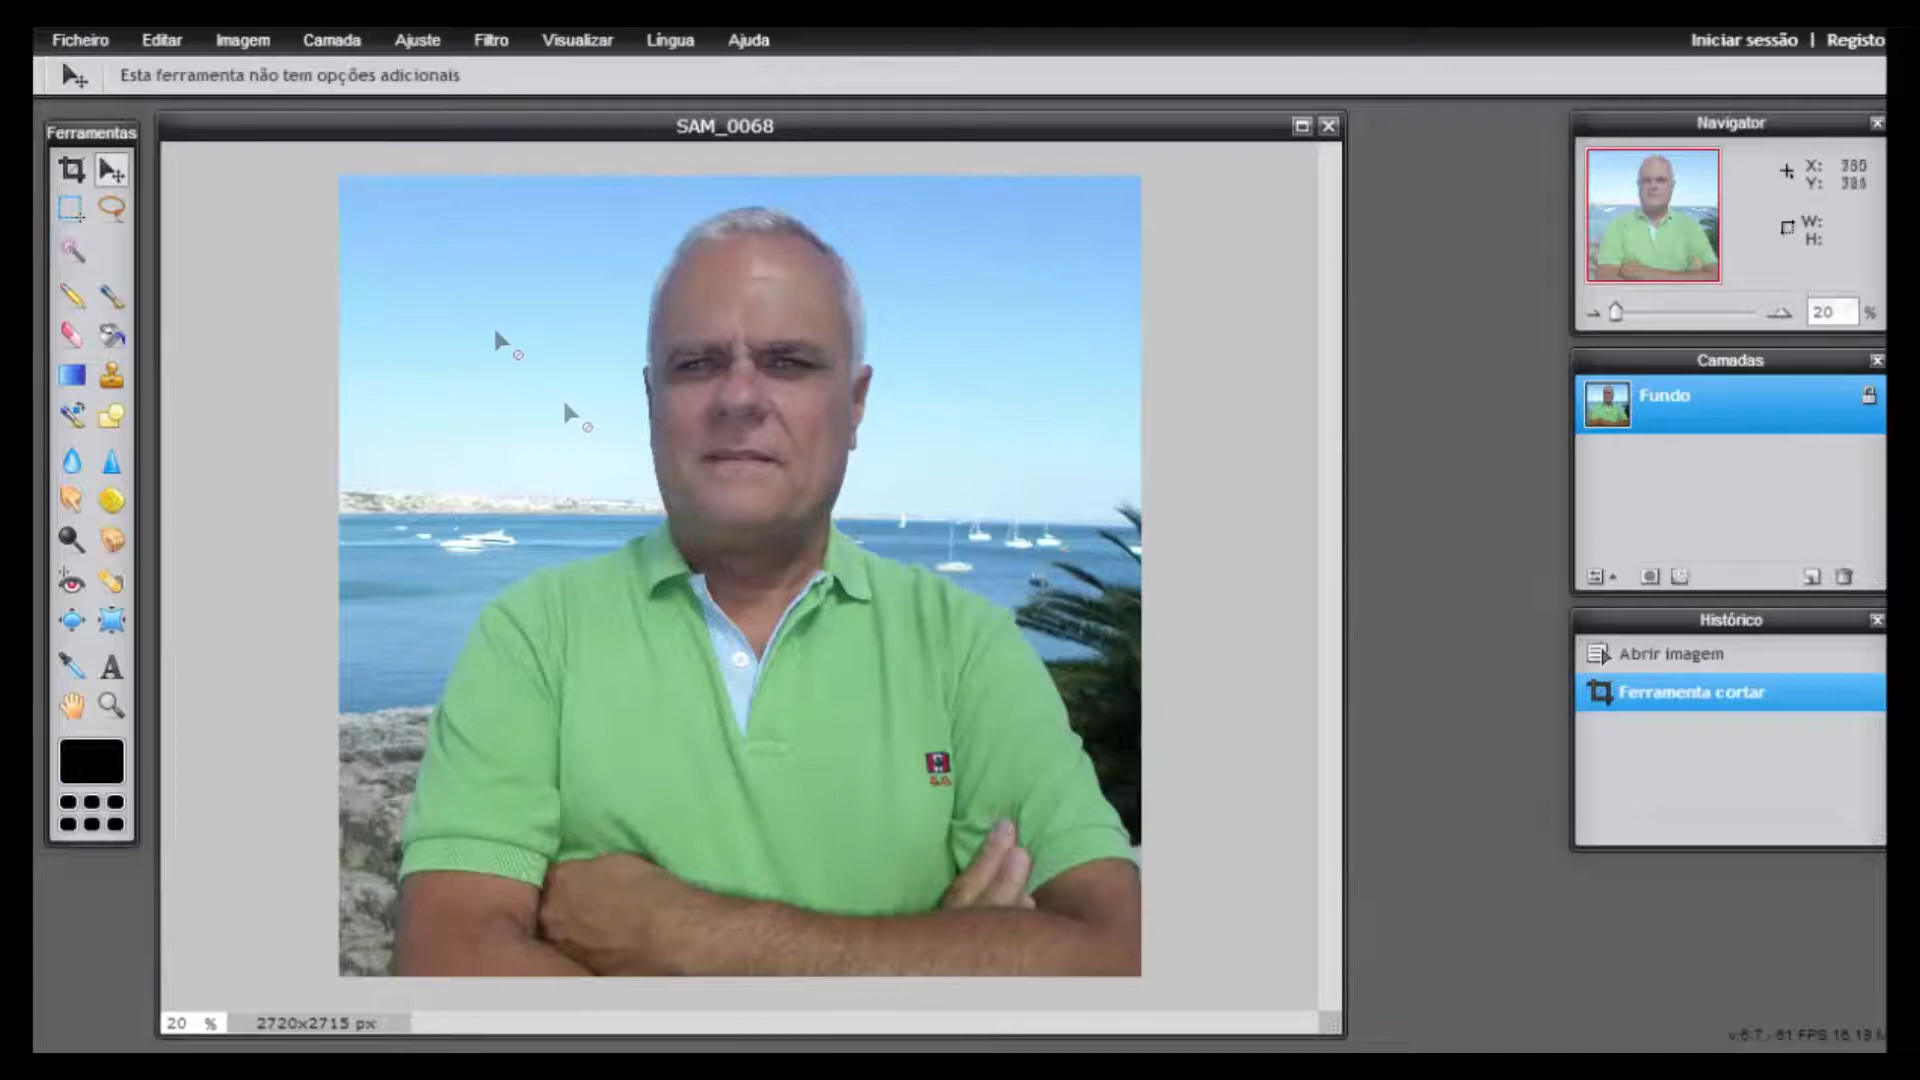 Ficheiro Editar Imagem Camada Ajuste Filtro Visualizar Língua Ajuda Iniciar sessão | Registo
Esta ferramenta não tem opções adicionais
Ferramentas
SAM_0068
Navigator
X:
Y:
W:
H:
20 %
Camadas
Fundo
Histórico
Abrir imagem
Ferramenta cortar
20 % 2720x2715 px